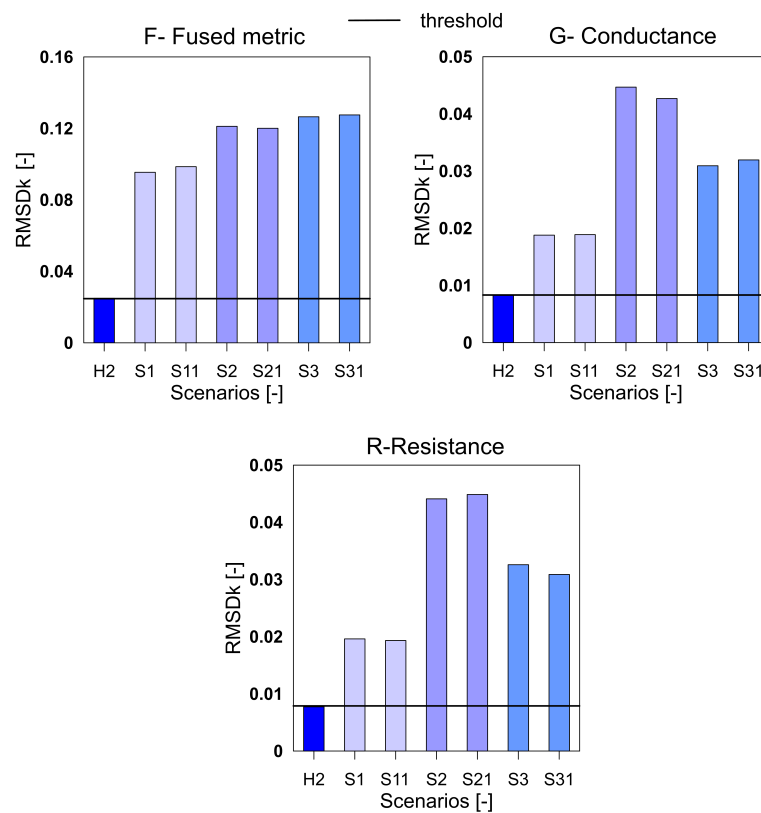 threshold
F- Fused metric
0.16
0.12
0.08
0.04
0
RMSDk [-]
H2 S1 S11 S2 S21 S3 S31
Scenarios [-]
G- Conductance
0.05
0.04
0.03
0.02
0.01
0
RMSDk [-]
H2 S1 S11 S2 S21 S3 S31
Scenarios [-]
R-Resistance
0.05
0.04
0.03
0.02
0.01
0
RMSDk [-]
H2 S1 S11 S2 S21 S3 S31
Scenarios [-]